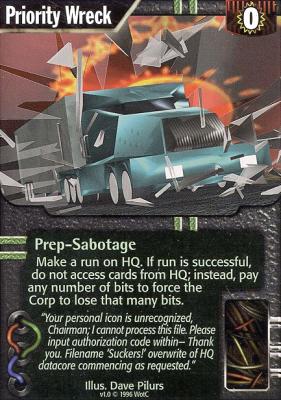 Priority Wreck
0
Prep-Sabotage
Make a run on HQ. If run is successful,
do not access cards from HQ; instead, pay
any number of bits to force the
Corp to lose that many bits.
"Your personal icon is unrecognized,
Chairman; I cannot process this file. Please
input authorization code within– Thank
you. Filename 'Suckers!' overwrite of HQ
datacore commencing as requested."
Illus. Dave Pilurs
v1.0 © 1996 WotC